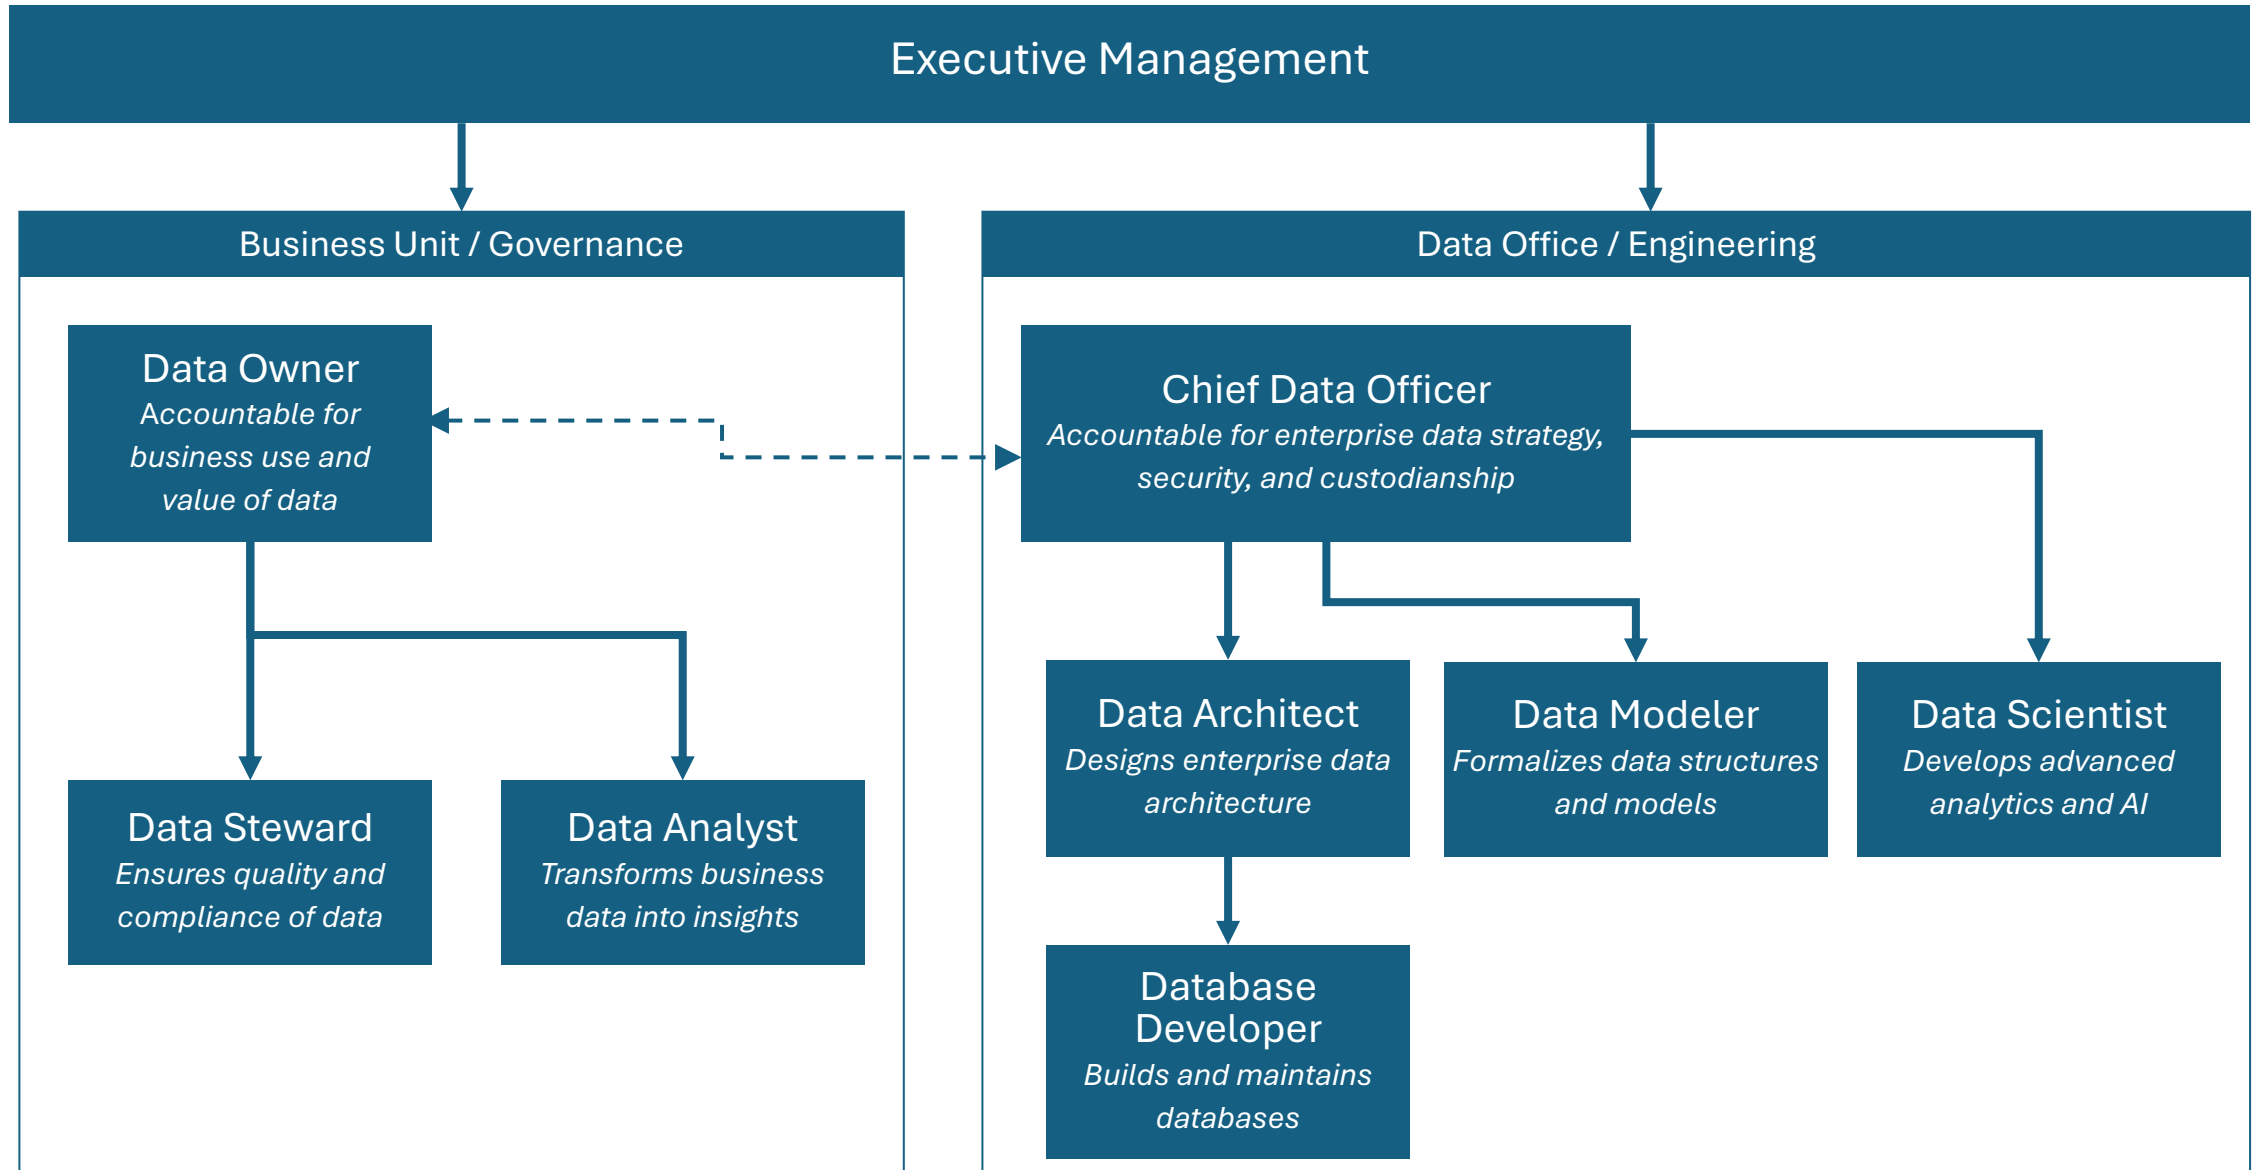 Executive Management
Business Unit / Governance
Data Owner
Accountable for
business use and
value of data
Data Steward
Ensures quality and
compliance of data
Data Analyst
Transforms business
data into insights
Data Office / Engineering
Chief Data Officer
Accountable for enterprise data strategy,
security, and custodianship
Data Architect
Designs enterprise data
architecture
Data Modeler
Formalizes data structures
and models
Data Scientist
Develops advanced
analytics and AI
Database
Developer
Builds and maintains
databases